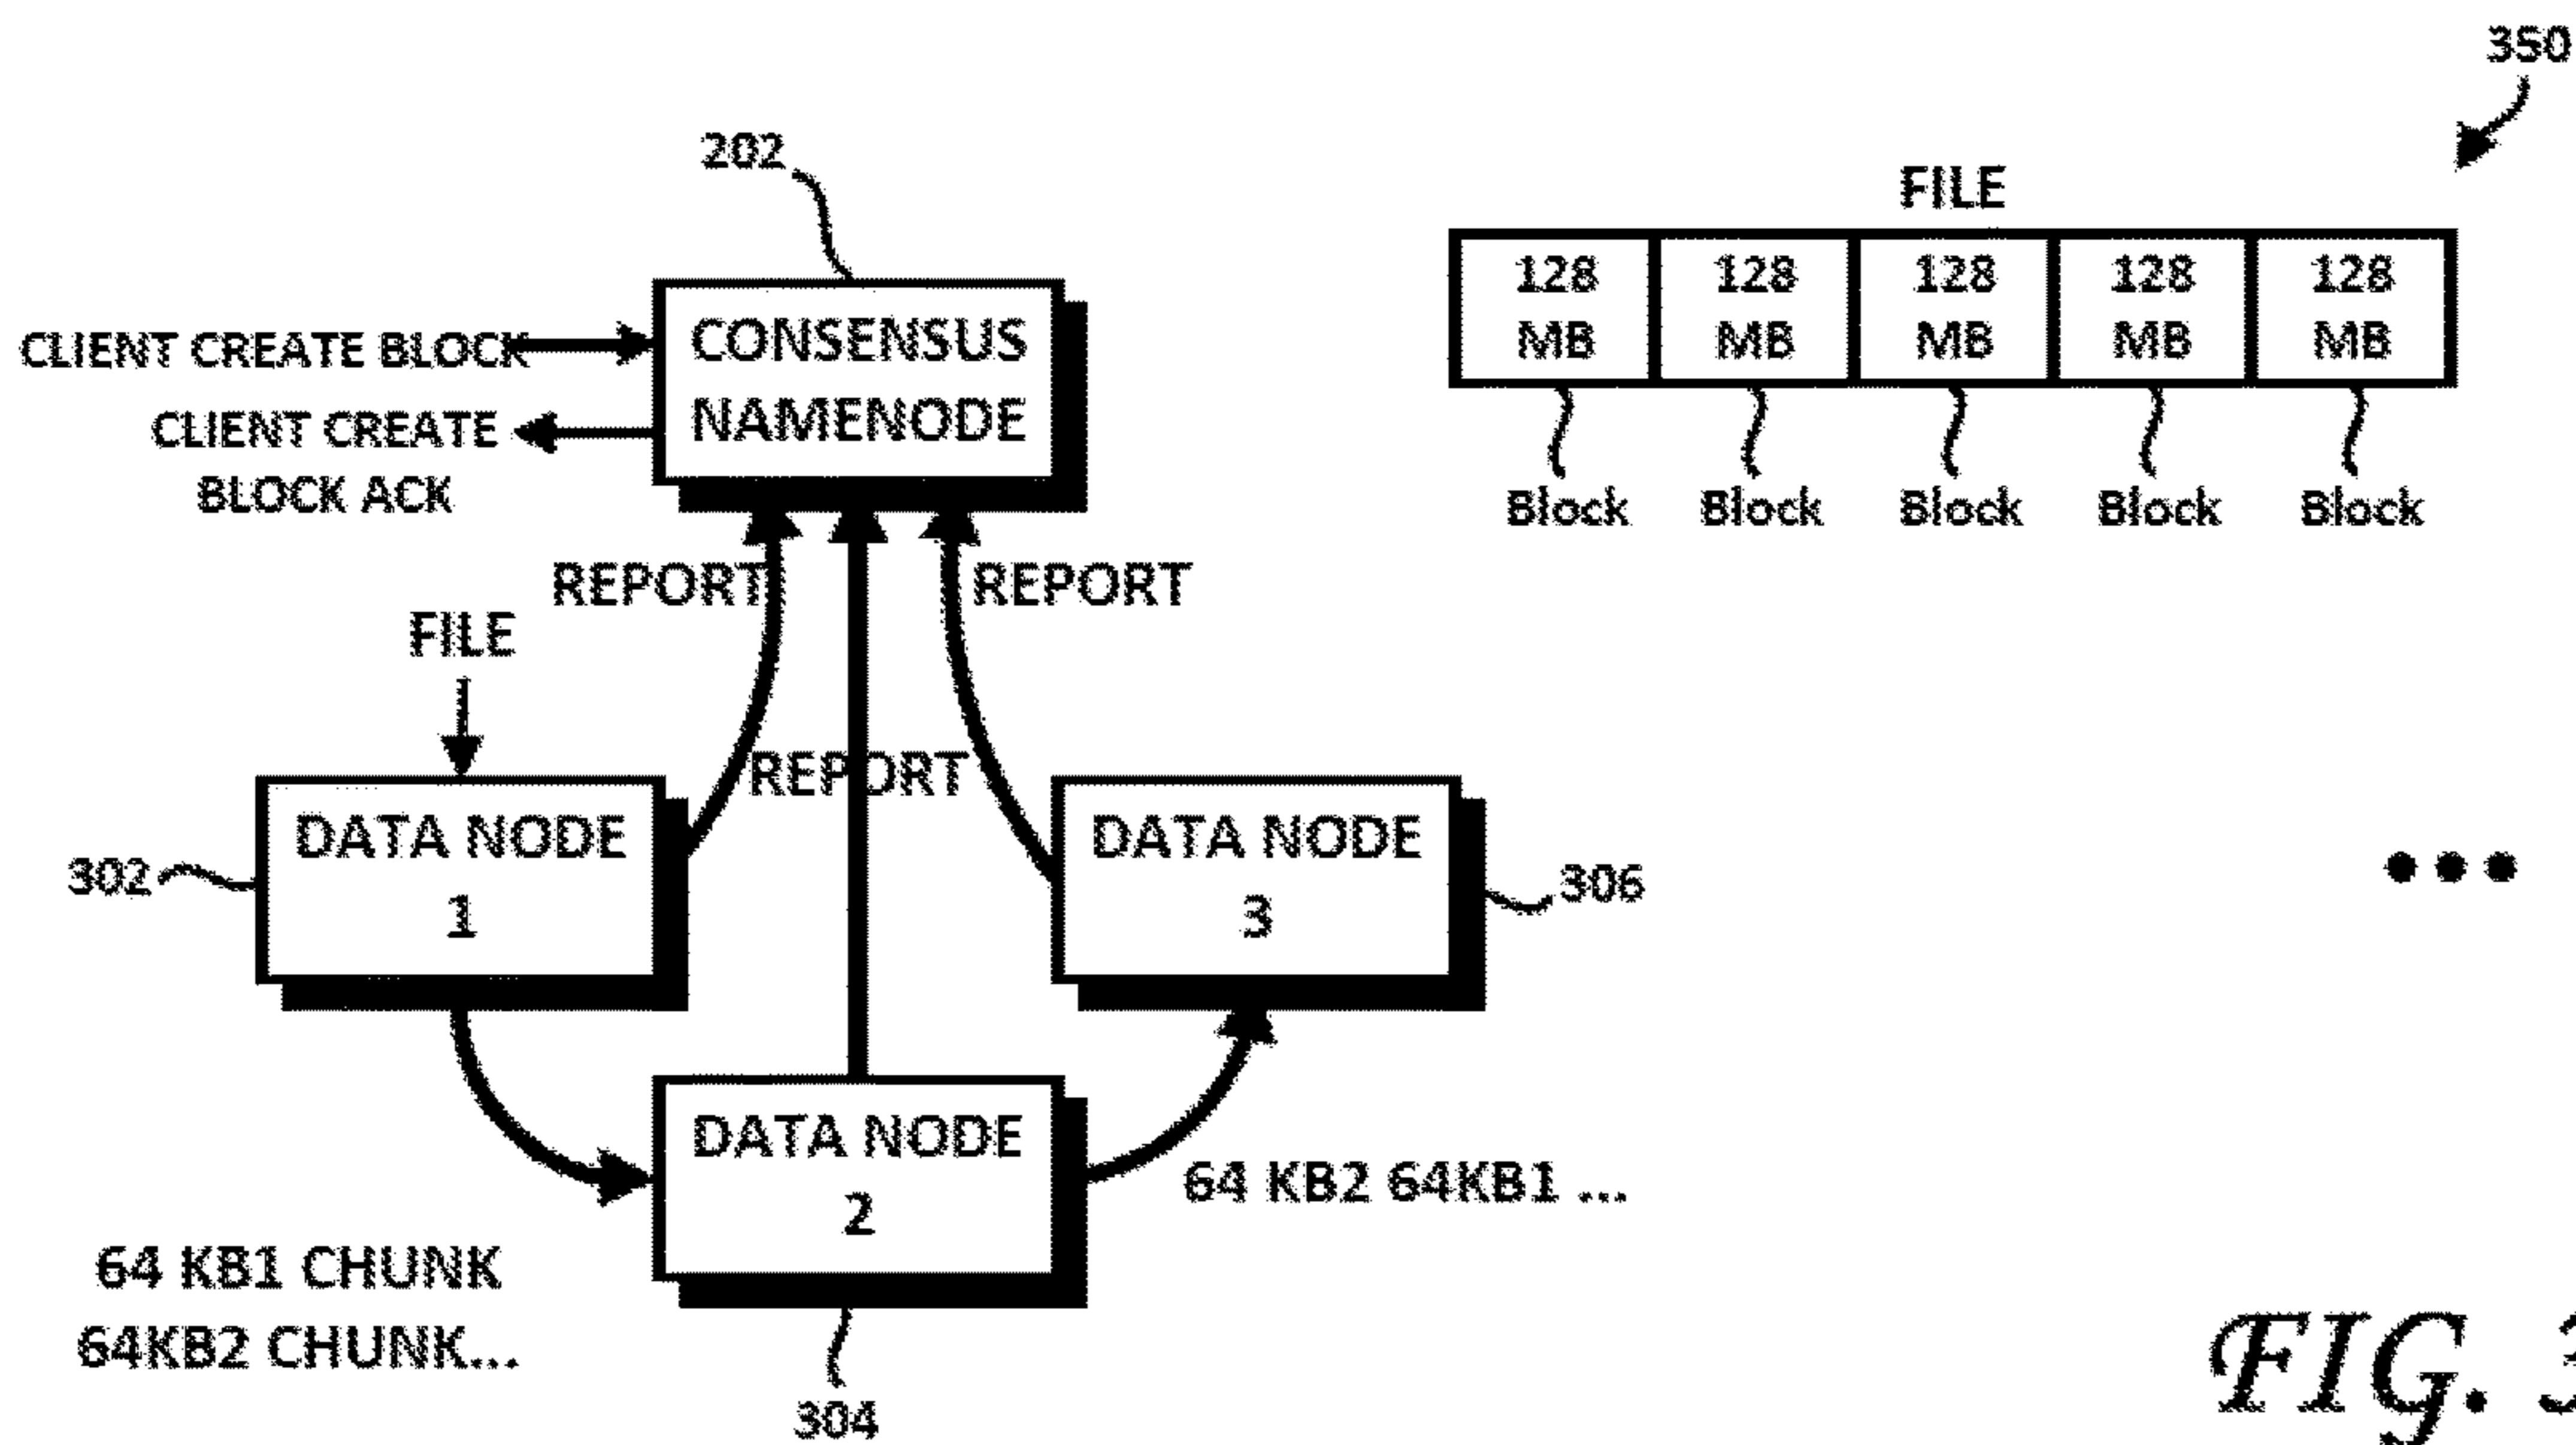 350
202
FILE
128 MB
128 MB
128 MB
128 MB
128 MB
Block
Block
Block
Block
Block
CLIENT CREATE BLOCK
CLIENT CREATE
BLOCK ACK
CONSENSUS
NAMENODE
REPORT
REPORT
FILE
REPORT
DATA NODE
1
302
DATA NODE
3
306
DATA NODE
2
64 KB2 64KB1 ...
64 KB1 CHUNK
64KB2 CHUNK...
304
FIG. 3